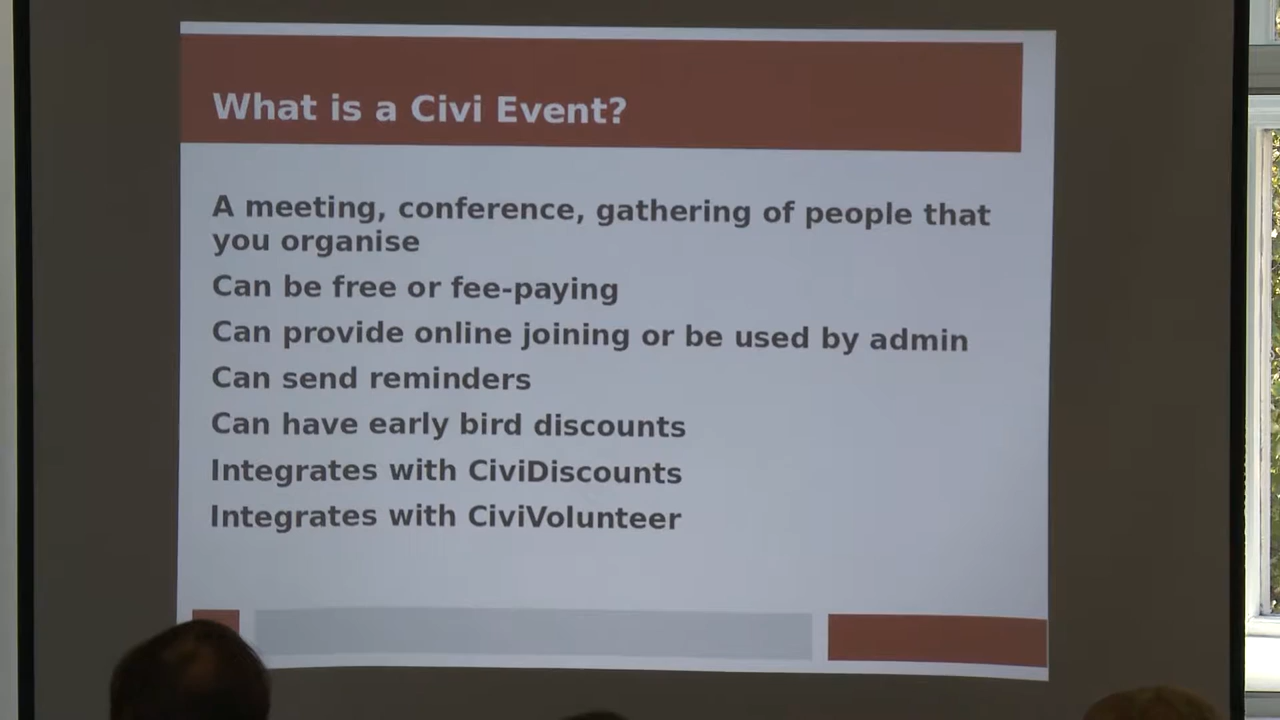 What is a Civi Event?
A meeting, conference, gathering of people that
you organise
Can be free or fee-paying
Can provide online joining or be used by admin
Can send reminders
Can have early bird discounts
Integrates with CiviDiscounts
Integrates with CiviVolunteer